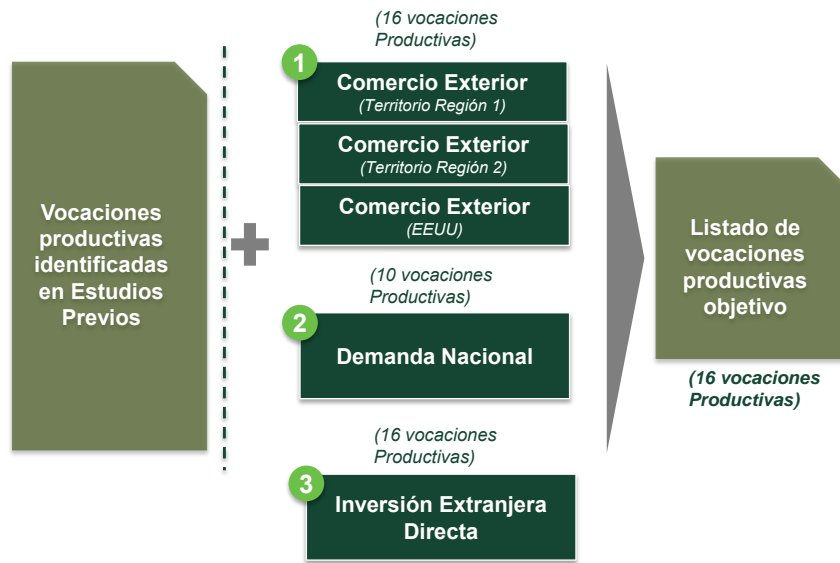 Vocaciones
productivas
identificadas
en Estudios
Previos
(16 vocaciones
Productivas)
1
Comercio Exterior
(Territorio Región 1)
Comercio Exterior
(Territorio Región 2)
Comercio Exterior
(EEUU)
(10 vocaciones
Productivas)
2
Demanda Nacional
(16 vocaciones
Productivas)
3
Inversión Extranjera
Directa
Listado de
vocaciones
productivas
objetivo
(16 vocaciones
Productivas)